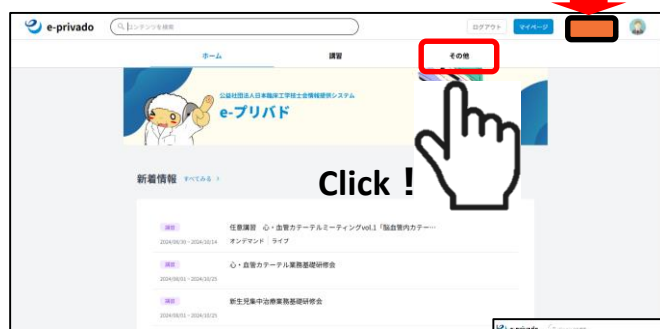 e-privado
コンテンツを検索
ログアウト
マイページ
ホーム
講習
その他
公益社団法人日本臨床工学技士会情報提供システム
e-プリバド
新着情報 すべてみる >
Click！
講習
任意講習 心・血管カテーテルミーティングvol.1「脳血管内カテー…
2024/09/30 - 2024/10/14 オンデマンド | ライブ
講習
心・血管カテーテル業務基礎研修会
2024/08/01 - 2024/10/25
講習
新生児集中治療業務基礎研修会
2024/08/01 - 2024/10/25
e-privado